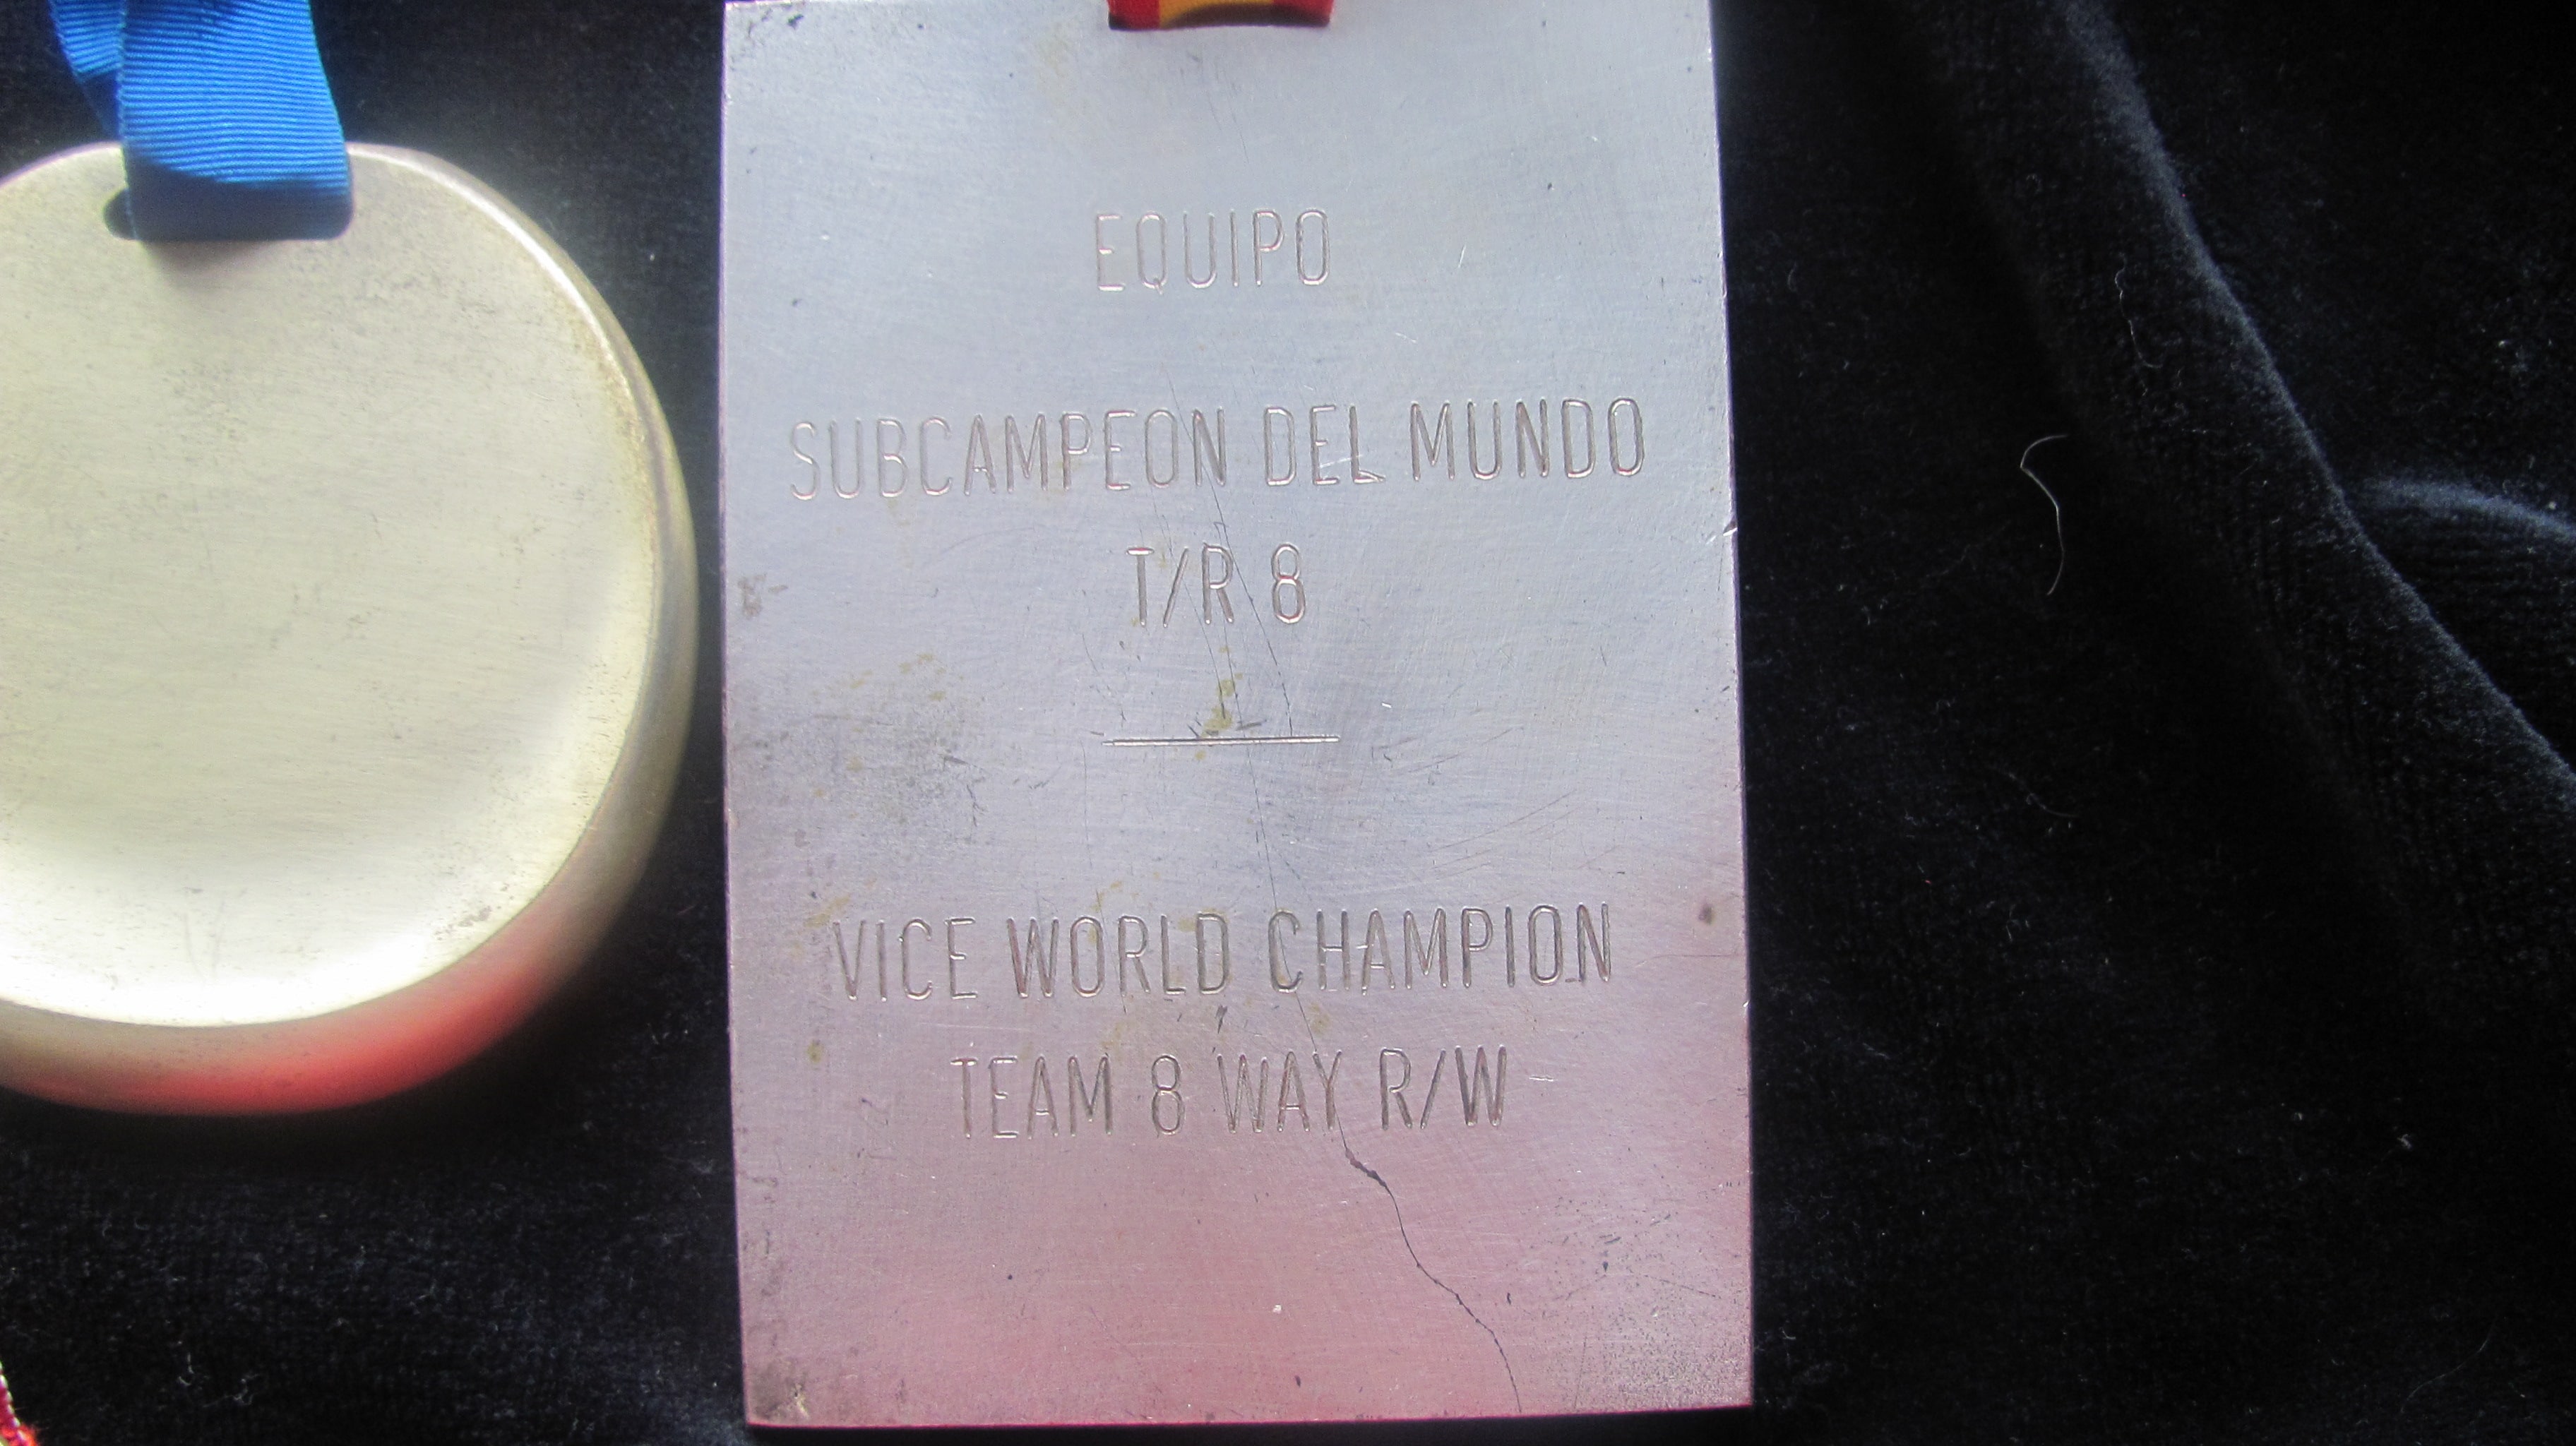 EQUIPO
SUBCAMPEON DEL MUNDO
T/R 8
VICE WORLD CHAMPION
TEAM 8 WAY R/W